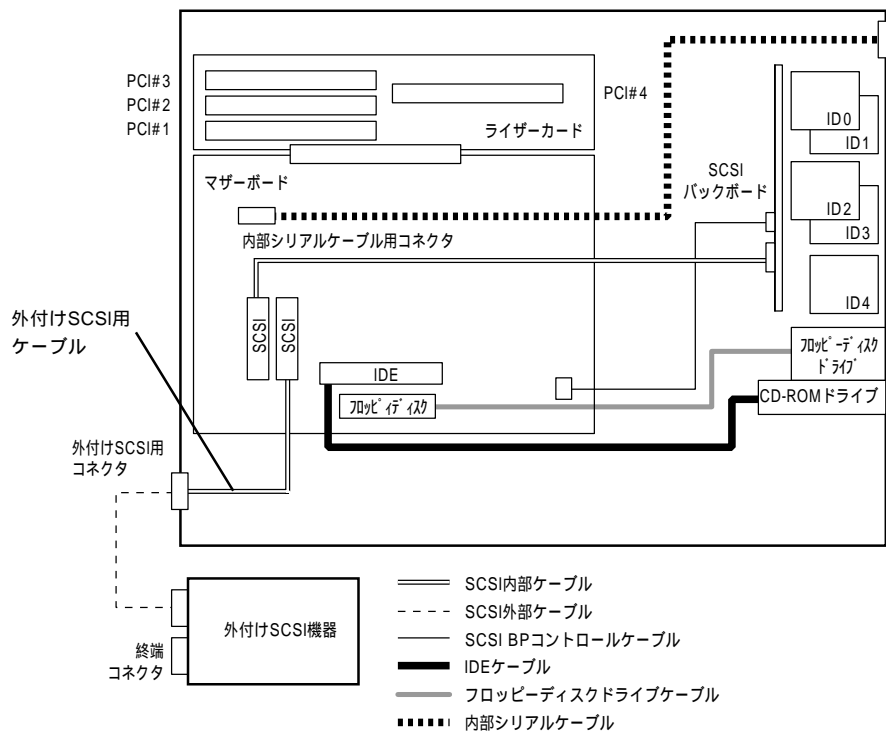 PCI#3
PCI#2
PCI#1
PCI#4
ライザーカード
マザーボード
内部シリアルケーブル用コネクタ
SCSI
バックボード
ID0
ID1
ID2
ID3
ID4
SCSI
SCSI
外付けSCSI用
ケーブル
IDE
フロッピィディスク
フロッピーディスク
ドライブ
CD-ROMドライブ
外付けSCSI用
コネクタ
外付けSCSI機器
終端
コネクタ
SCSI内部ケーブル
SCSI外部ケーブル
SCSI BPコントロールケーブル
IDEケーブル
フロッピーディスクドライブケーブル
内部シリアルケーブル